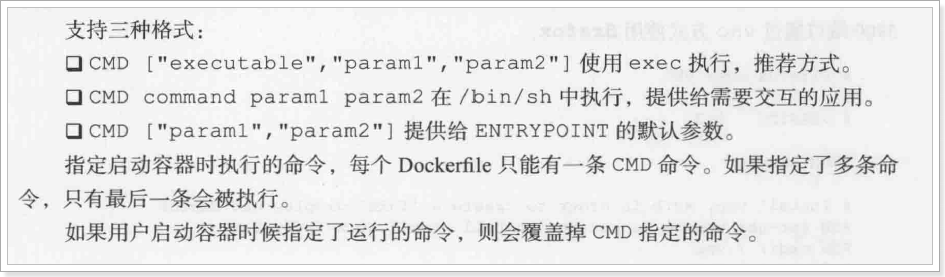 支持三种格式：
❑ CMD ["executable","param1","param2"] 使用 exec 执行，推荐方式。
❑ CMD command param1 param2 在 /bin/sh 中执行，提供给需要交互的应用。
❑ CMD ["param1","param2"] 提供给 ENTRYPOINT 的默认参数。
指定启动容器时执行的命令，每个 Dockerfile 只能有一条 CMD 命令。如果指定了多条命
令，只有最后一条会被执行。
如果用户启动容器时候指定了运行的命令，则会覆盖掉 CMD 指定的命令。